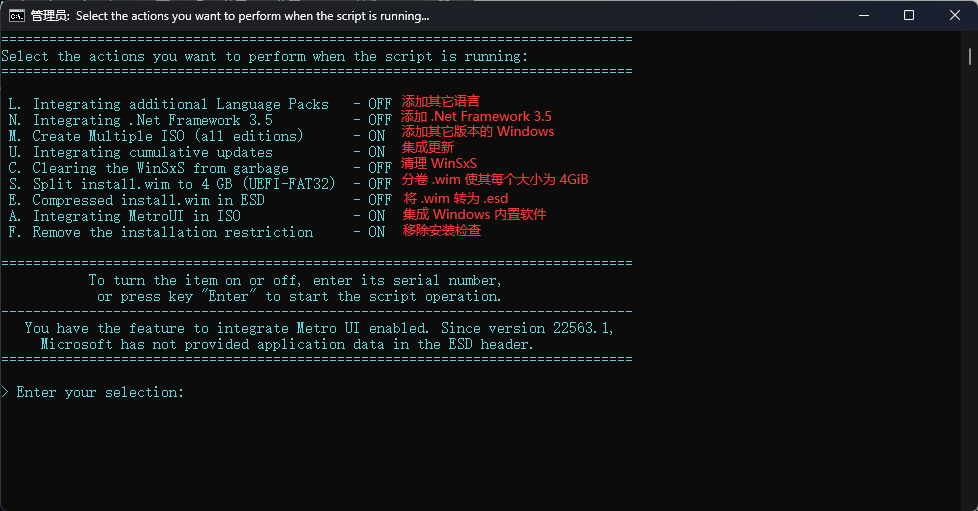 管理员: Select the actions you want to perform when the script is running...
===============================================================================
Select the actions you want to perform when the script is running:
===============================================================================
L. Integrating additional Language Packs - OFF 添加其它语言
N. Integrating .Net Framework 3.5 - OFF 添加 .Net Framework 3.5
M. Create Multiple ISO (all editions) - ON 添加其它版本的 Windows
U. Integrating cumulative updates - ON 集成更新
C. Clearing the WinSxS from garbage - OFF 清理 WinSxS
S. Split install.wim to 4 GB (UEFI-FAT32) - OFF 分卷 .wim 使其每个大小为 4GiB
E. Compressed install.wim in ESD - OFF 将 .wim 转为 .esd
A. Integrating MetroUI in ISO - ON 集成 Windows 内置软件
F. Remove the installation restriction - ON 移除安装检查
===============================================================================
To turn the item on or off, enter its serial number,
or press key "Enter" to start the script operation.
-------------------------------------------------------------------------------
You have the feature to integrate Metro UI enabled. Since version 22563.1,
Microsoft has not provided application data in the ESD header.
===============================================================================
> Enter your selection: